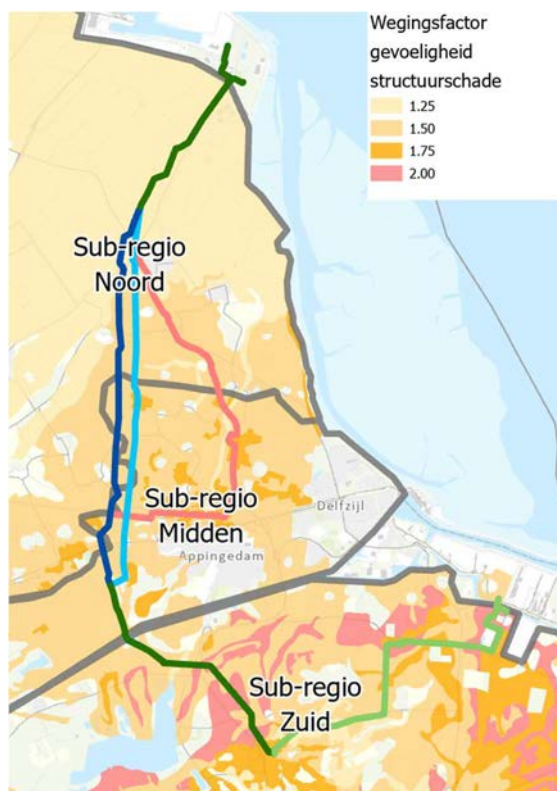 Wegingsfactor
gevoeligheid
structuurschade
1.25
1.50
1.75
2.00
Sub-regio
Noord
Sub-regio
Midden
Delfzijl
Appingedam
Sub-regio
Zuid